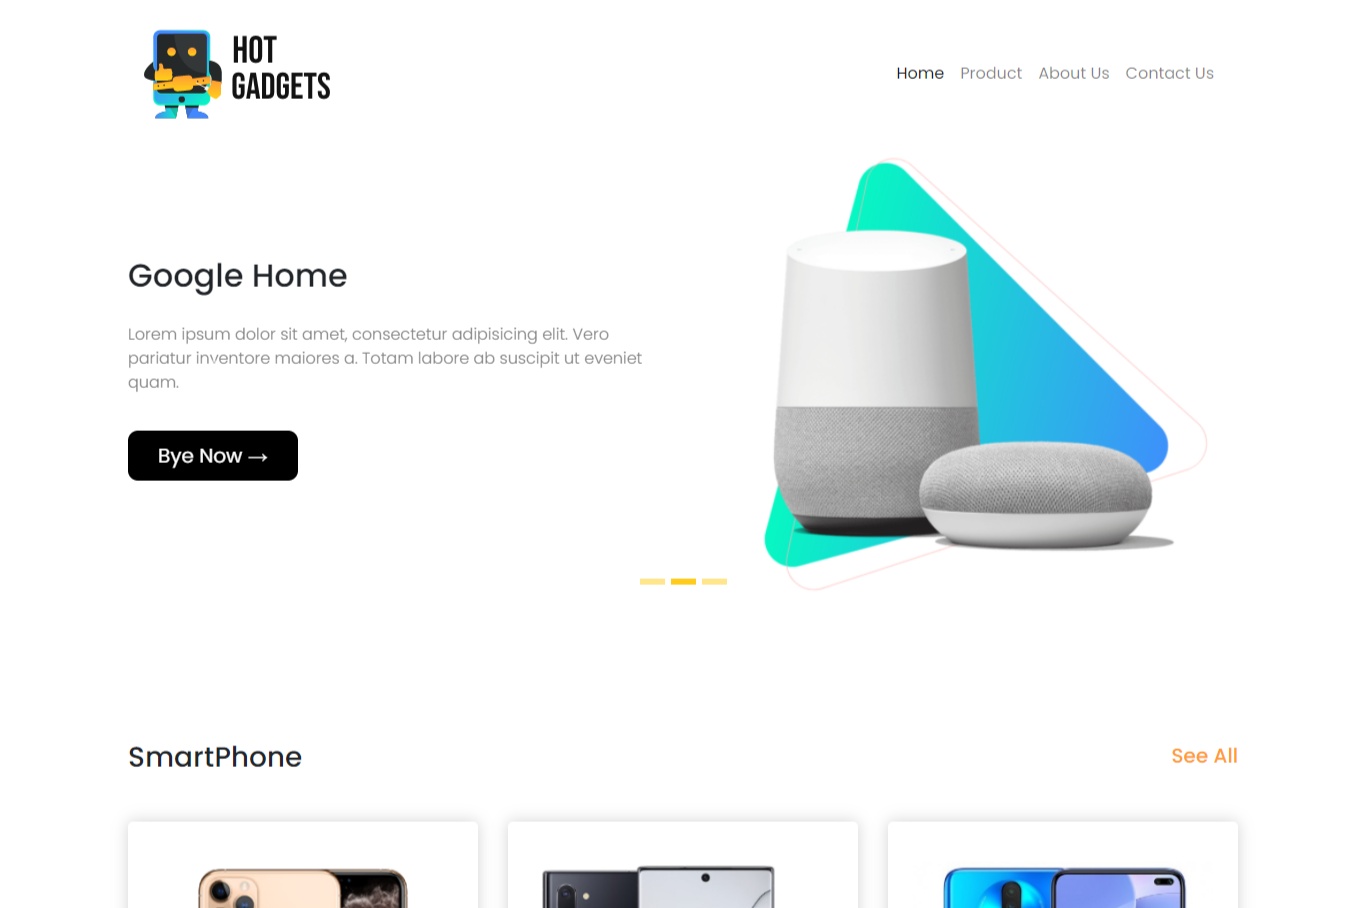 HOT
GADGETS
Home Product About Us Contact Us
Google Home
Lorem ipsum dolor sit amet, consectetur adipisicing elit. Vero
pariatur inventore maiores a. Totam labore ab suscipit ut eveniet
quam.
Bye Now →
SmartPhone
See All